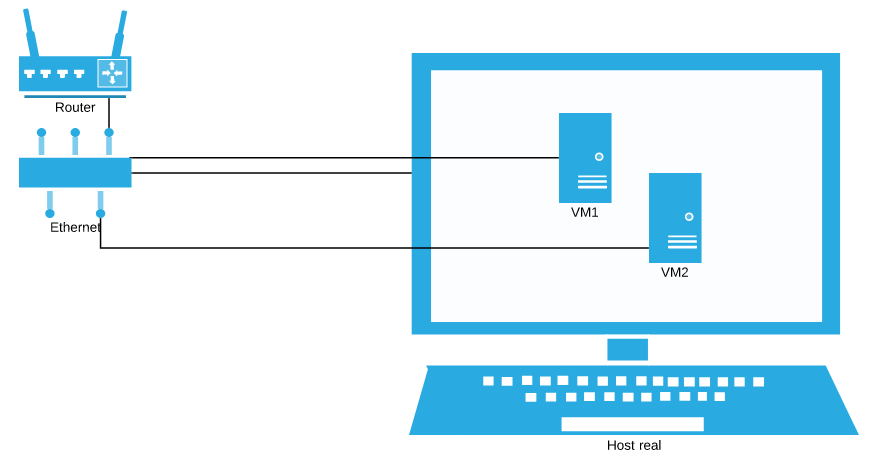 Router
Ethernet
VM1
VM2
Host real